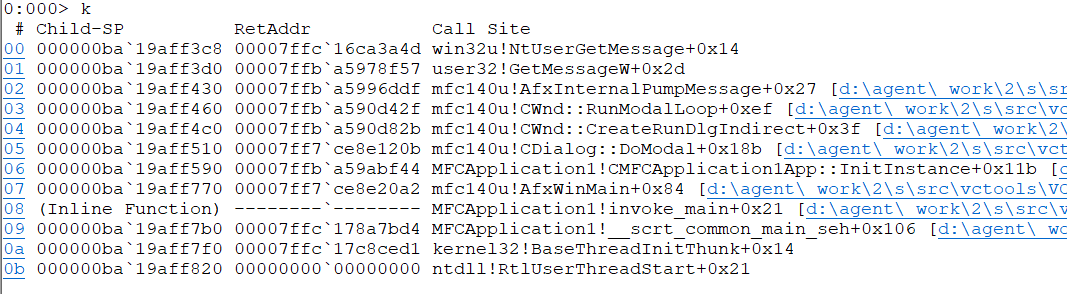 0:000> k
 # Child-SP          RetAddr           Call Site
00 000000ba`19aff3c8 00007ffc`16ca3a4d win32u!NtUserGetMessage+0x14
01 000000ba`19aff3d0 00007ffb`a5978f57 user32!GetMessageW+0x2d
02 000000ba`19aff430 00007ffb`a5996ddf mfc140u!AfxInternalPumpMessage+0x27 [d:\agent\_work\2\s\sr
03 000000ba`19aff460 00007ffb`a590d42f mfc140u!CWnd::RunModalLoop+0xef [d:\agent\_work\2\s\src\vc
04 000000ba`19aff4c0 00007ffb`a590d82b mfc140u!CWnd::CreateRunDlgIndirect+0x3f [d:\agent\_work\2\
05 000000ba`19aff510 00007ff7`ce8e120b mfc140u!CDialog::DoModal+0x18b [d:\agent\_work\2\s\src\vct
06 000000ba`19aff590 00007ffb`a59abf44 MFCApplication1!CMFCApplication1App::InitInstance+0x11b [
07 000000ba`19aff770 00007ff7`ce8e20a2 mfc140u!AfxWinMain+0x84 [d:\agent\_work\2\s\src\vctools\VC
08 (Inline Function) --------`-------- MFCApplication1!invoke_main+0x21 [d:\agent\_work\2\s\src\v
09 000000ba`19aff7b0 00007ffc`178a7bd4 MFCApplication1!__scrt_common_main_seh+0x106 [d:\agent\_wo
0a 000000ba`19aff7f0 00007ffc`17c8ced1 kernel32!BaseThreadInitThunk+0x14
0b 000000ba`19aff820 00000000`00000000 ntdll!RtlUserThreadStart+0x21